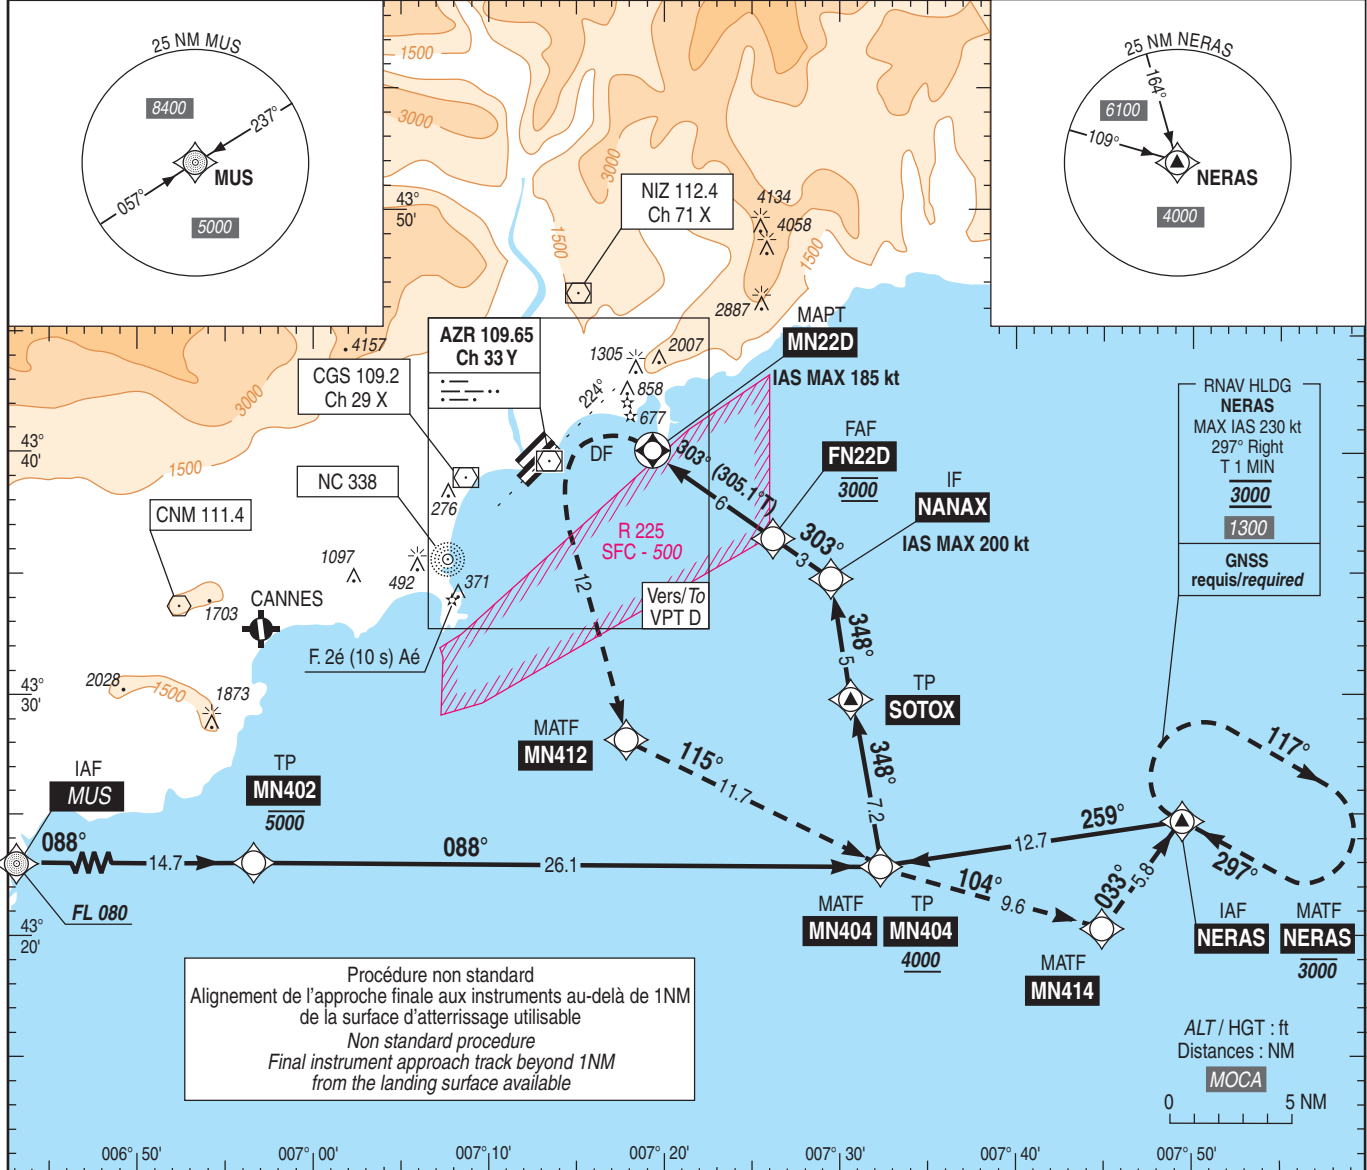 25 NM MUS
8400
237°
057°
MUS
5000
25 NM NERAS
164°
6100
109°
NERAS
4000
1500
3000
3000
1500
1500
43°
50'
NIZ 112.4
Ch 71 X
4134
4058
2887
MAPT
MN22D
IAS MAX 185 kt
4157
AZR 109.65
Ch 33 Y
CGS 109.2
Ch 29 X
1305
2007
224°
858
677
DF
303° (305.1°T)
6
FAF
FN22D
3000
IF
NANAX
IAS MAX 200 kt
303°
3
RNAV HLDG
NERAS
MAX IAS 230 kt
297° Right
T 1 MIN
3000
1300
GNSS
requis/required
3000
1500
43°
40'
NC 338
276
CNM 111.4
R 225
SFC - 500
1097
492
371
12
Vers/To
VPT D
1703
CANNES
F. 2é (10 s) Aé
348°
5
TP
SOTOX
2028
1500
1873
43°
30'
MATF
MN412
115°
11.7
348°
7.2
117°
297°
IAF
MUS
TP
MN402
5000
088°
14.7
088°
26.1
259°
12.7
FL 080
104°
9.6
033°
5.8
MATF
MN404
TP
MN404
4000
IAF
NERAS
MATF
NERAS
3000
MATF
MN414
43°
20'
Procédure non standard
Alignement de l'approche finale aux instruments au-delà de 1NM
de la surface d'atterrissage utilisable
Non standard procedure
Final instrument approach track beyond 1NM
from the landing surface available
ALT / HGT : ft
Distances : NM
MOCA
0 5 NM
006° 50' 007° 00' 007° 10' 007° 20' 007° 30' 007° 40' 007° 50'